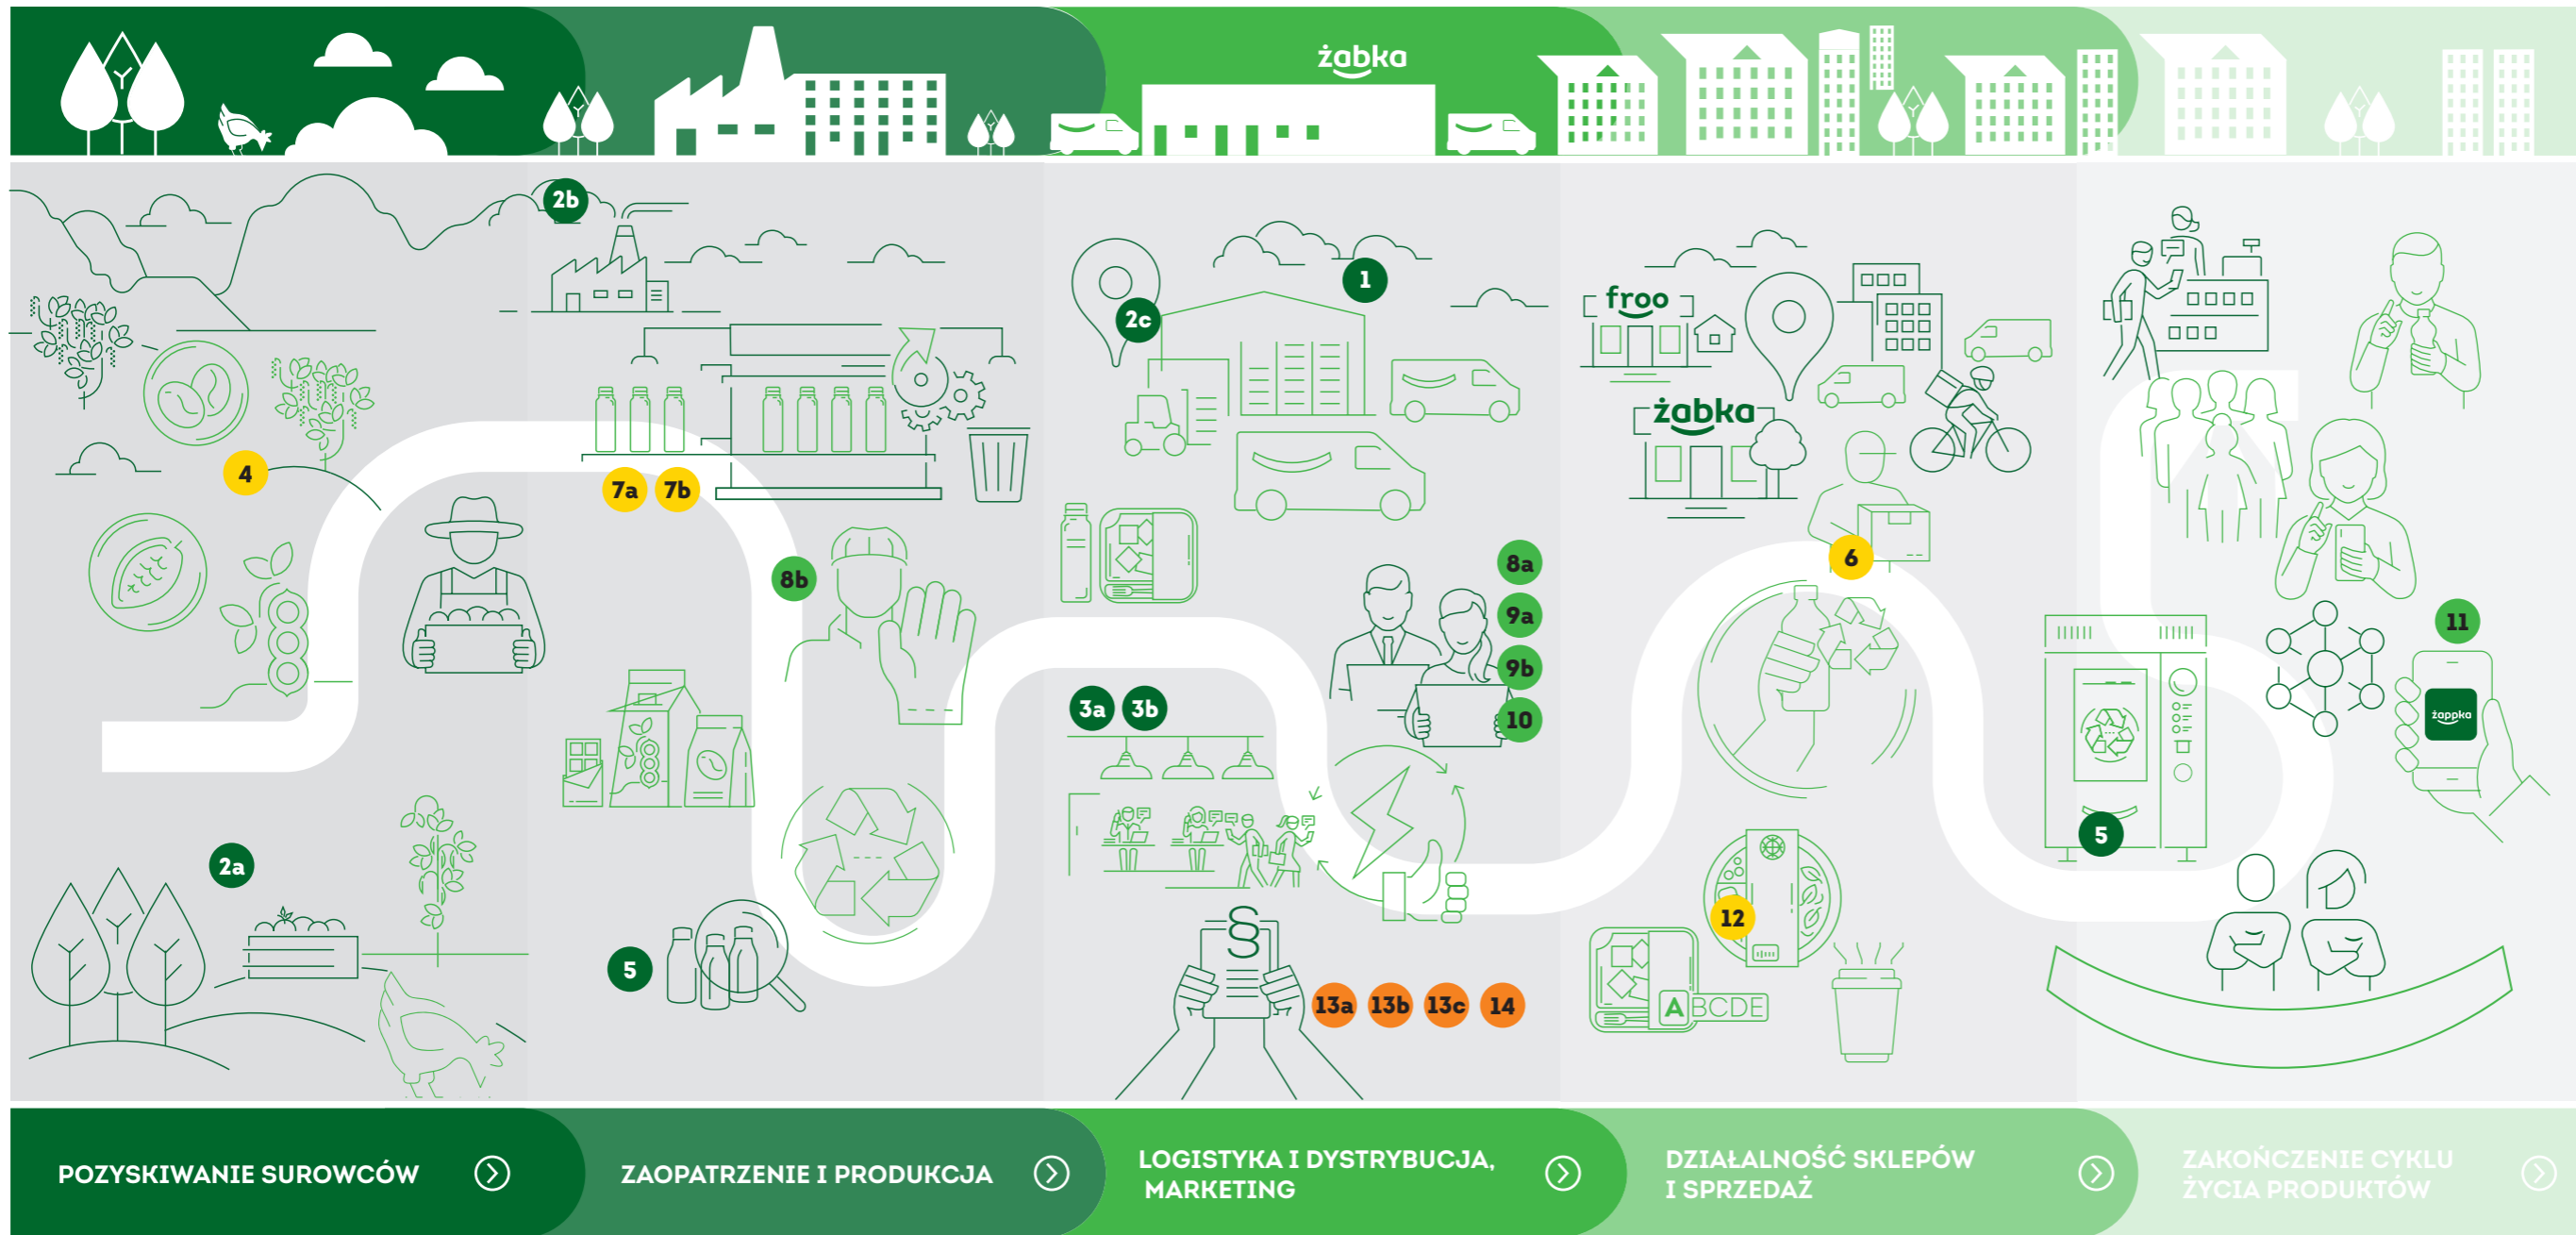 żabka
2b
1
2c
froo
żabka
4
7a
7b
8b
8a
9a
9b
10
6
11
3a
3b
żappka
2a
5
5
12
ABCDE
§
13a
13b
13c
14
POZYSKIWANIE SUROWCÓW
ZAOPATRZENIE I PRODUKCJA
LOGISTYKA I DYSTRYBUCJA,
MARKETING
DZIAŁALNOŚĆ SKLEPÓW
I SPRZEDAŻ
ZAKOŃCZENIE CYKLU
ŻYCIA PRODUKTÓW